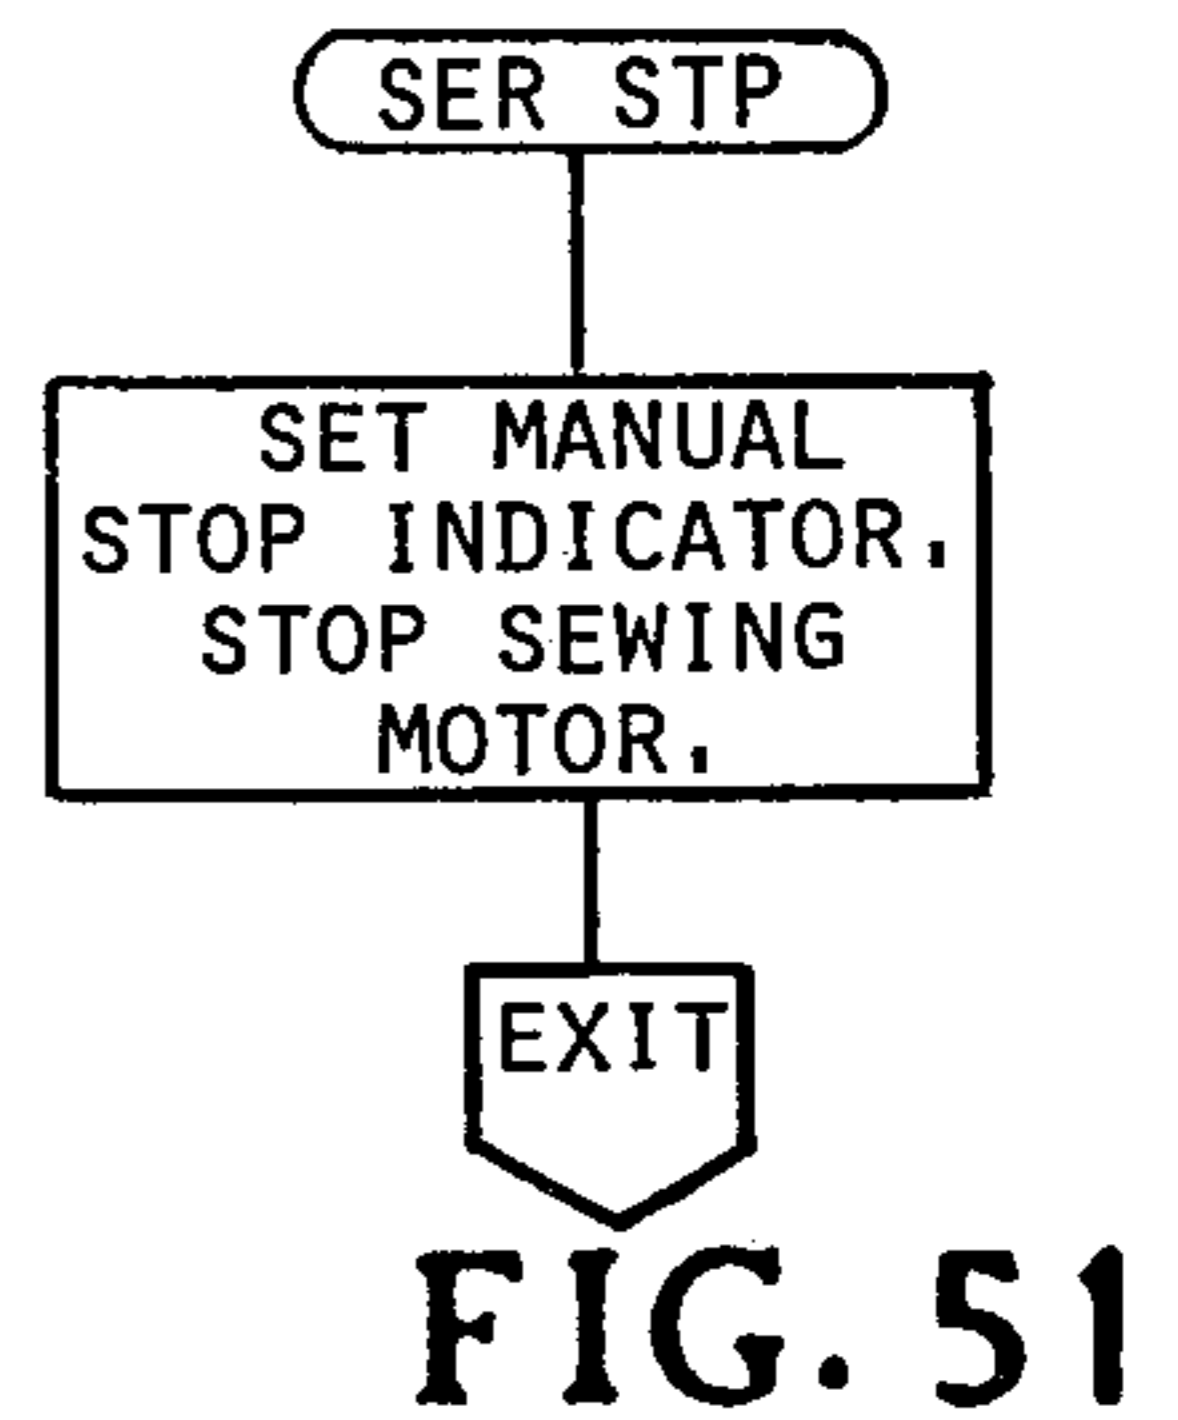 SER STP
SET MANUAL
STOP INDICATOR.
STOP SEWING
MOTOR.
EXIT
FIG. 51